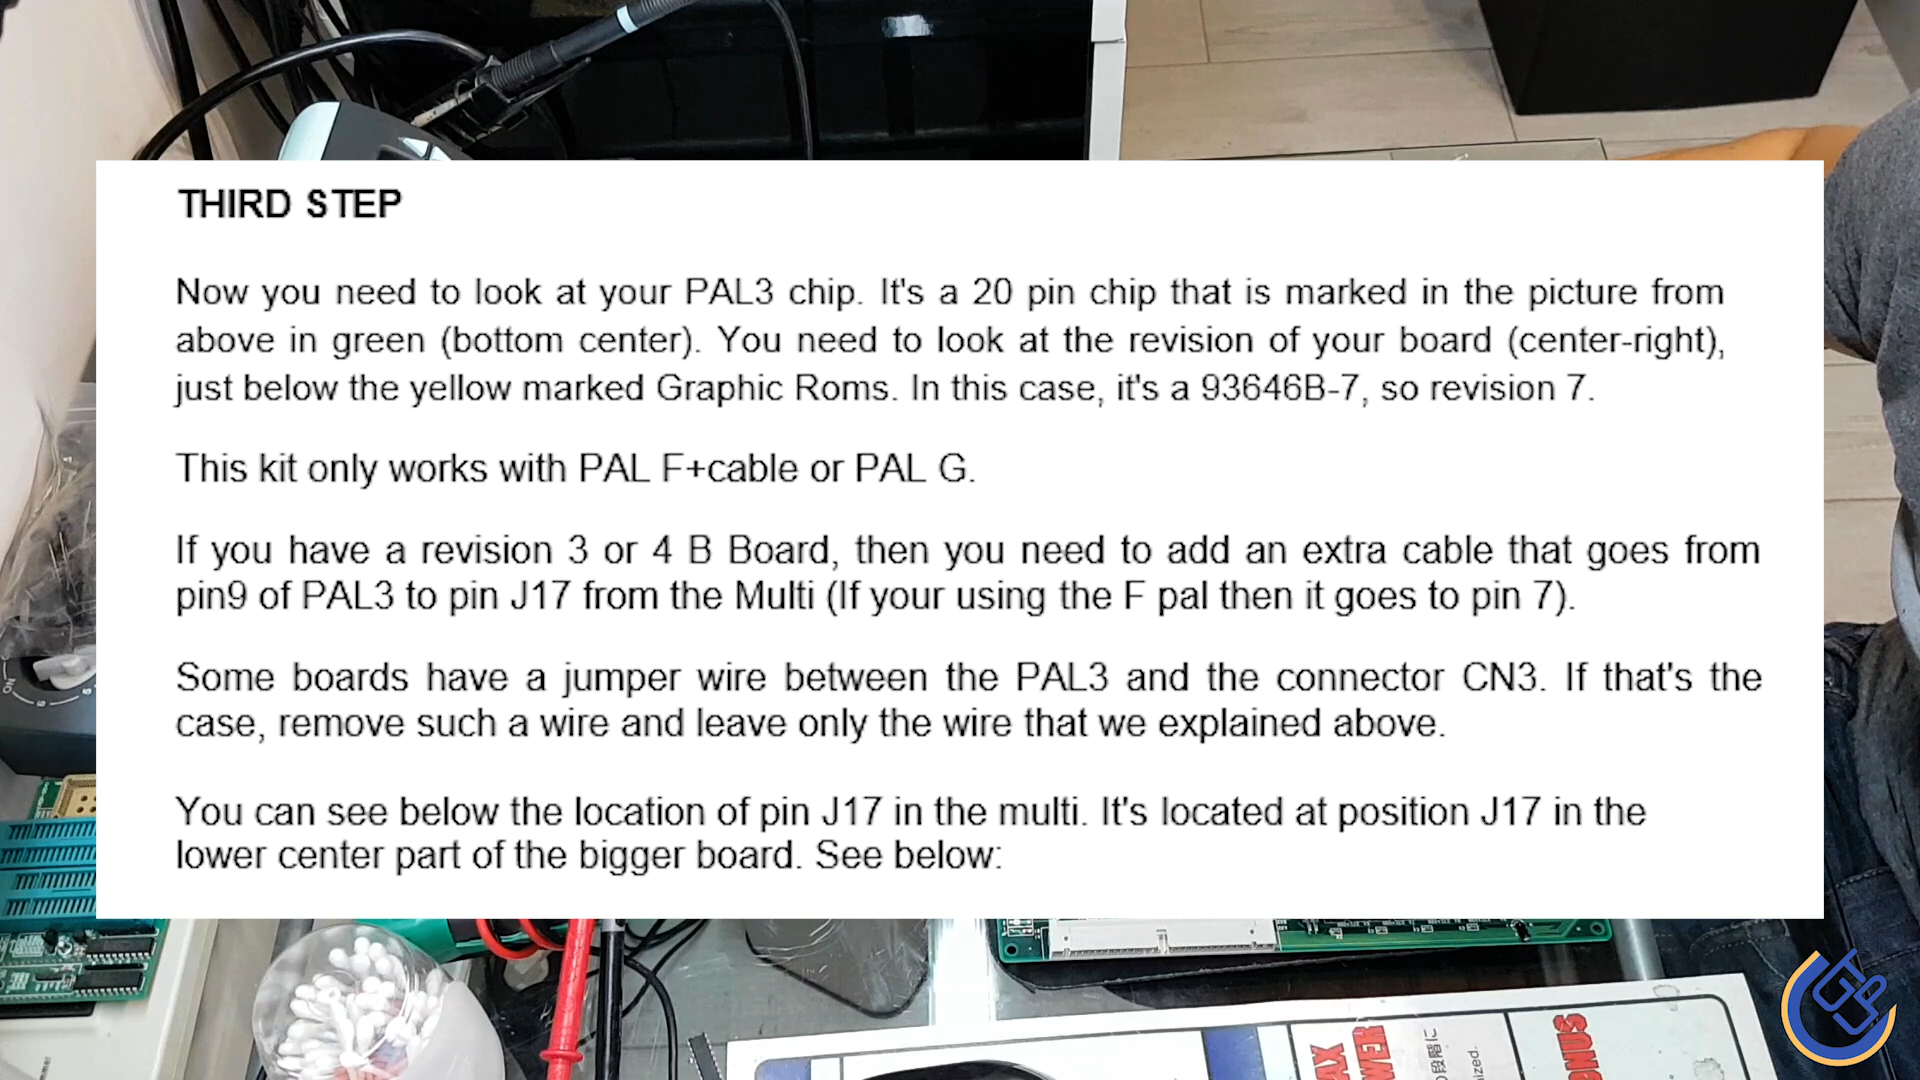 THIRD STEP
Now you need to look at your PAL3 chip. It's a 20 pin chip that is marked in the picture from
above in green (bottom center). You need to look at the revision of your board (center-right),
just below the yellow marked Graphic Roms. In this case, it's a 93646B-7, so revision 7.
This kit only works with PAL F+cable or PAL G.
If you have a revision 3 or 4 B Board, then you need to add an extra cable that goes from
pin9 of PAL3 to pin J17 from the Multi (If your using the F pal then it goes to pin 7).
Some boards have a jumper wire between the PAL3 and the connector CN3. If that's the
case, remove such a wire and leave only the wire that we explained above.
You can see below the location of pin J17 in the multi. It's located at position J17 in the
lower center part of the bigger board. See below: